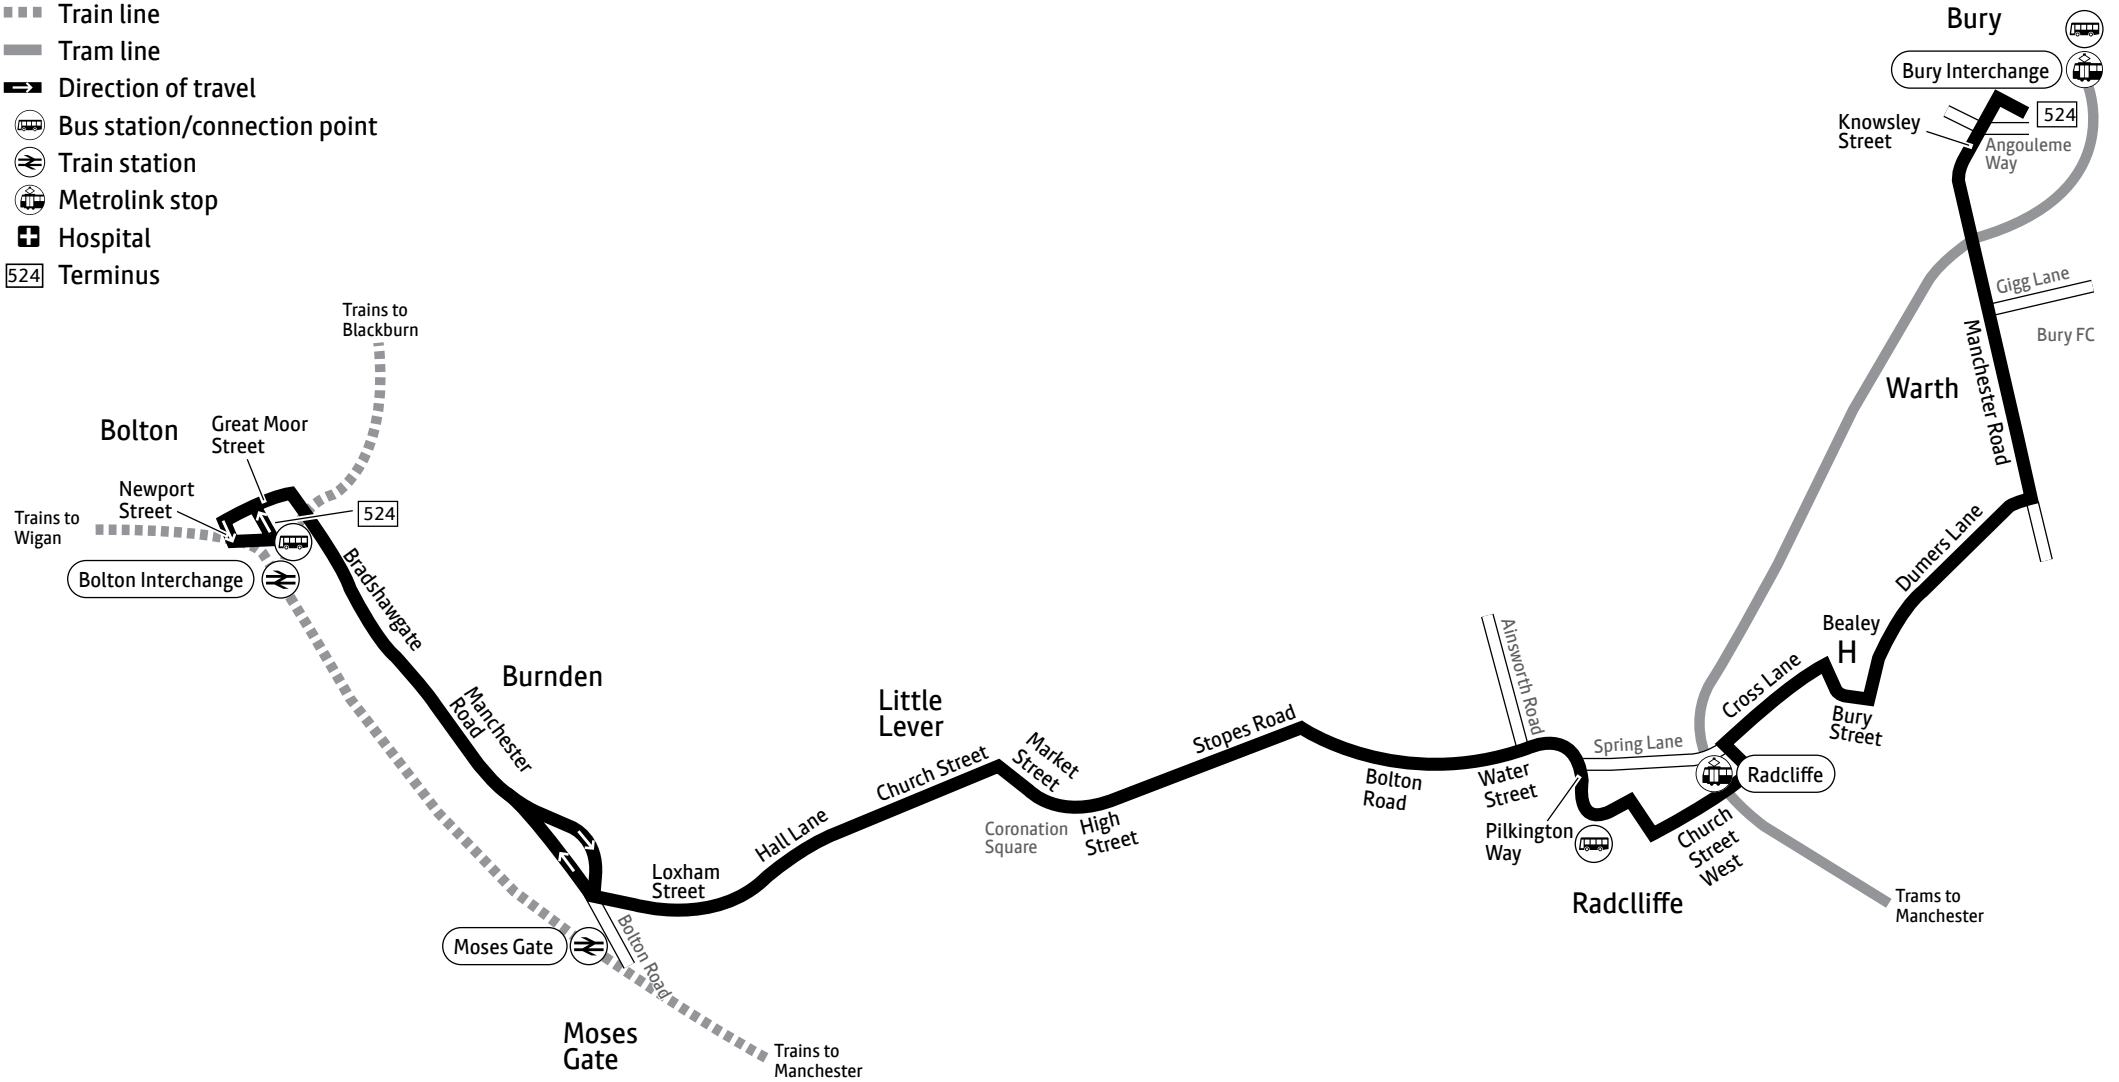 Train line
Tram line
Direction of travel
Bus station/connection point
Train station
Metrolink stop
Hospital
524 Terminus
Bury
Bury Interchange
524
Knowsley
Street
Angouleme
Way
Gigg Lane
Bury FC
Manchester Road
Warth
Trains to
Blackburn
Bolton
Great Moor
Street
Newport
Street
524
Trains to
Wigan
Bolton Interchange
Bradshawgate
Burnden
Manchester
Road
Little
Lever
Church Street
Market
Street
Hall Lane
Coronation
Square
High
Street
Loxham
Street
Bolton Road
Moses Gate
Moses
Gate
Trains to
Manchester
Stopes Road
Bolton
Road
Ainsworth Road
Water
Street
Spring Lane
Pilkington
Way
Radclliffe
Church
Street
West
Radcliffe
Cross Lane
Bealey
H
Bury
Street
Dumers Lane
Trams to
Manchester